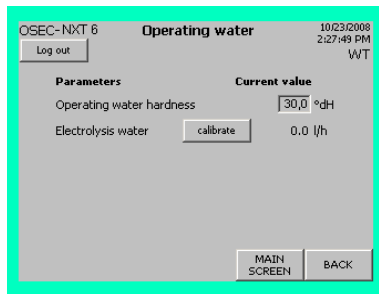 OSEC-NXT 6 Operating water 10/23/2008
2:27:49 PM
Log out WT
Parameters Current value
Operating water hardness 30,0 °dH
Electrolysis water calibrate 0.0 l/h
MAIN SCREEN BACK